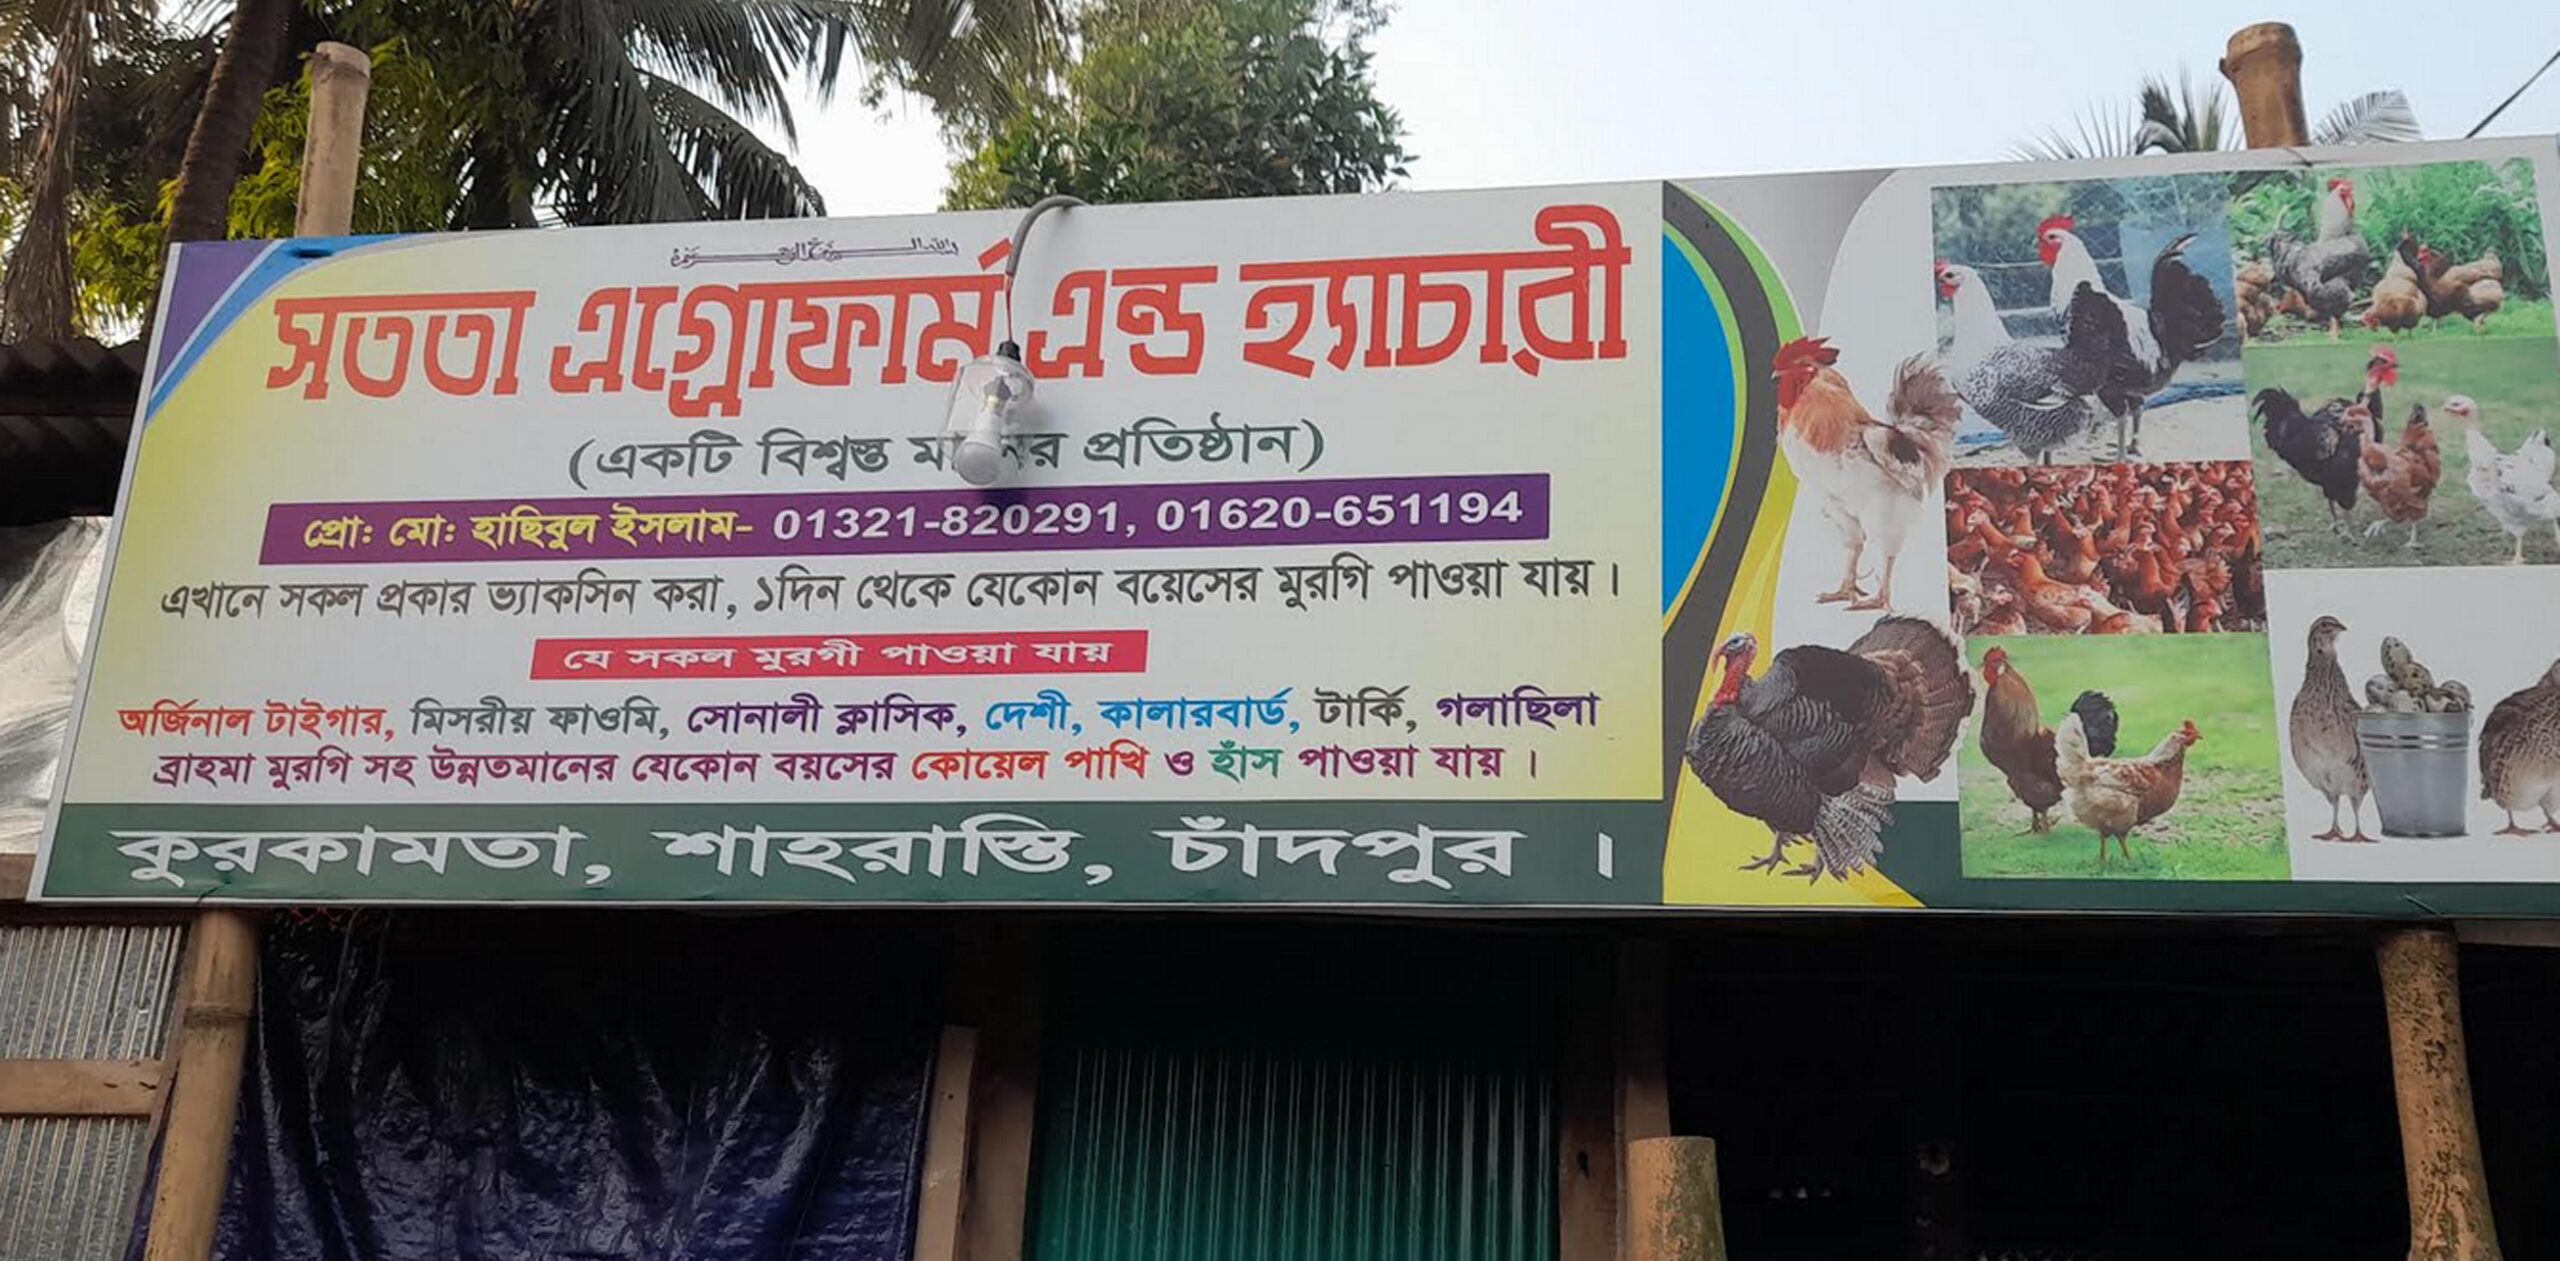 সততা এগ্রোফার্ম এন্ড হ্যাচারী
(একটি বিশ্বস্ত প্রতিষ্ঠান)
প্রো: মো: হাছিবুল ইসলাম- 01321-820291, 01620-651194
এখানে সকল প্রকার ভ্যাকসিন করা, ১দিন থেকে যেকোন বয়েসের মুরগি পাওয়া যায়।
যে সকল মুরগী পাওয়া যায়
অর্জিনাল টাইগার, মিসরীয় ফাওমি, সোনালী ক্লাসিক, দেশী, কালারবার্ড, টার্কি, গলাছিলা
ব্রাহমা মুরগি সহ উন্নতমানের যেকোন বয়সের কোয়েল পাখি ও হাঁস পাওয়া যায়।
কুরকামতা, শাহরাস্তি, চাঁদপুর।